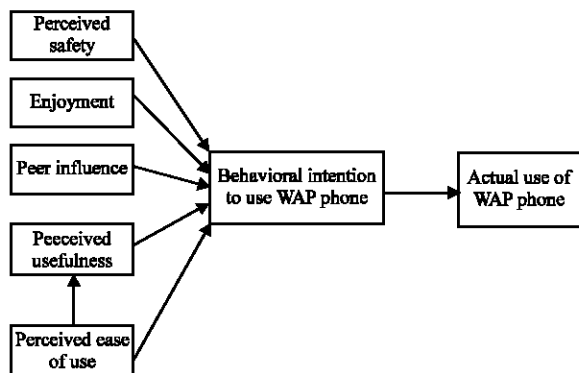 Perceived
safety
Enjoyment
Peer influence
Peeceived
usefulness
Perceived ease
of use
Behavioral intention
to use WAP phone
Actual use of
WAP phone